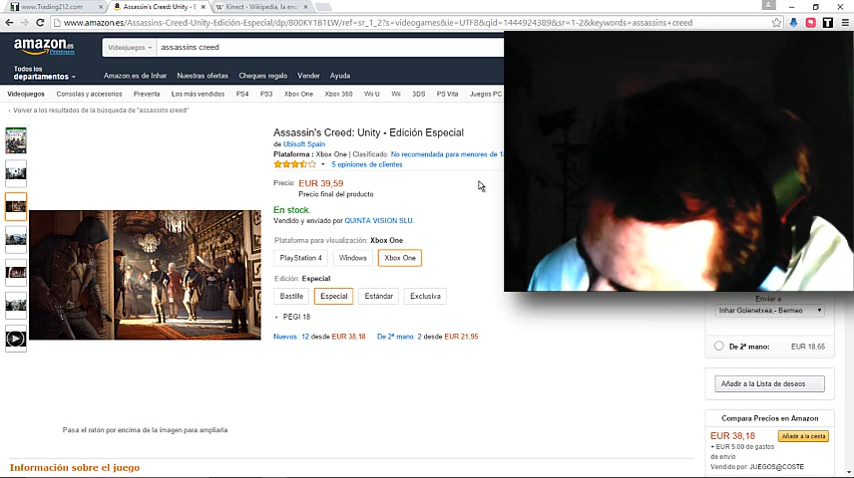 www.Trading212.com
Assassin's Creed: Unity - E
Kinect - Wikipedia, la en
www.amazon.es/Assassins-Creed-Unity-Edición-Especial/dp/B00KY1B1LW/ref=sr_1_2?s=videogames&ie=UTF8&qid=1444924389&sr=1-2&keywords=assassins+creed
amazon.es
Premium
Videojuegos
assassins creed
Todos los
departamentos
Amazon.es de Inhar
Nuestras ofertas
Cheques regalo
Vender
Ayuda
Videojuegos
Consolas y accesorios
Preventa
Los más vendidos
PS4
PS3
Xbox One
Xbox 360
Wii U
Wii
3DS
PS Vita
Juegos PC
‹ Volver a los resultados de la búsqueda de "assassins creed"
Assassin's Creed: Unity - Edición Especial
de Ubisoft Spain
Plataforma : Xbox One | Clasificado: No recomendada para menores de
5 opiniones de clientes
Precio: EUR 39,59
Precio final del producto
En stock.
Vendido y enviado por QUINTA VISION SLU.
Plataforma para visualización: Xbox One
PlayStation 4
Windows
Xbox One
Edición: Especial
Bastille
Especial
Estándar
Exclusiva
PEGI 18
Nuevos: 12 desde EUR 38,18
De 2ª mano: 2 desde EUR 21,95
Pasa el ratón por encima de la imagen para ampliarla
Información sobre el juego
Enviar a
Inhar Goienetxea,- Bermeo
De 2ª mano:
EUR 18,66
Añadir a la Lista de deseos
Compara Precios en Amazon
EUR 38,18
Añadir a la cesta
+ EUR 5,00 de gastos
de envío
Vendido por: JUEGOS@COSTE